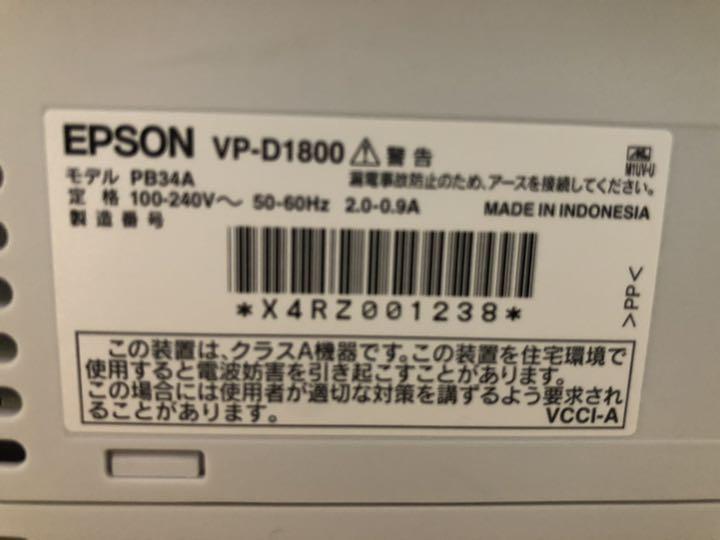 EPSON VP-D1800 ⚠ 警告
M1UV-U
モデル PB34A 漏電事故防止のため、アースを接続してください。
定格 100-240V～ 50-60Hz 2.0-0.9A MADE IN INDONESIA
製造番号
*X4RZ001238*
>PP<
この装置は、クラスA機器です。この装置を住宅環境で
使用すると電波妨害を引き起こすことがあります。
この場合には使用者が適切な対策を講ずるよう要求され
ることがあります。 VCCI-A